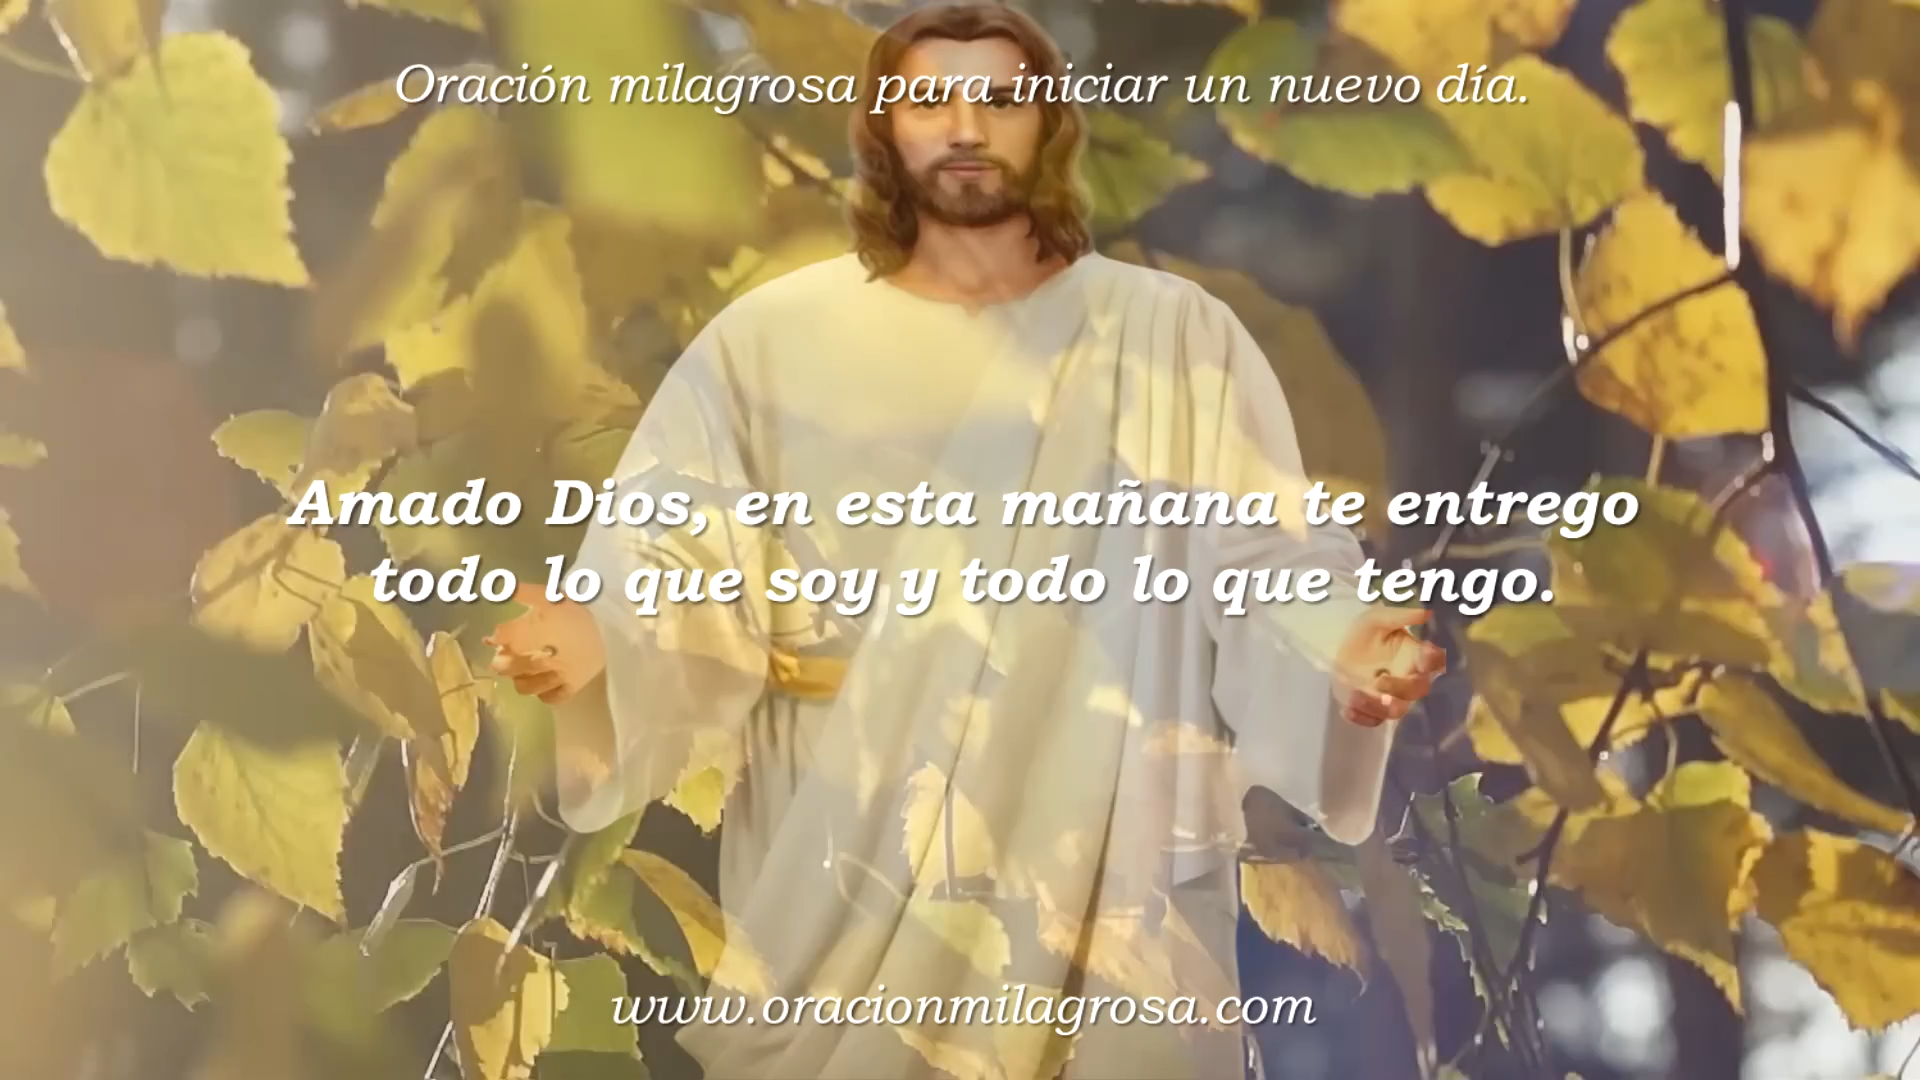 Oración milagrosa para iniciar un nuevo día.
Amado Dios, en esta mañana te entrego
todo lo que soy y todo lo que tengo.
www.oracionmilagrosa.com